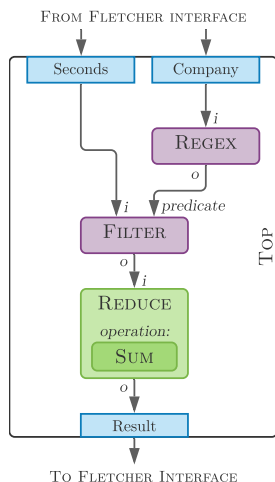 FROM FLETCHER INTERFACE
Seconds
Company
i
REGEX
o
i
predicate
FILTER
o
i
REDUCE
operation:
SUM
o
Result
TOP
TO FLETCHER INTERFACE